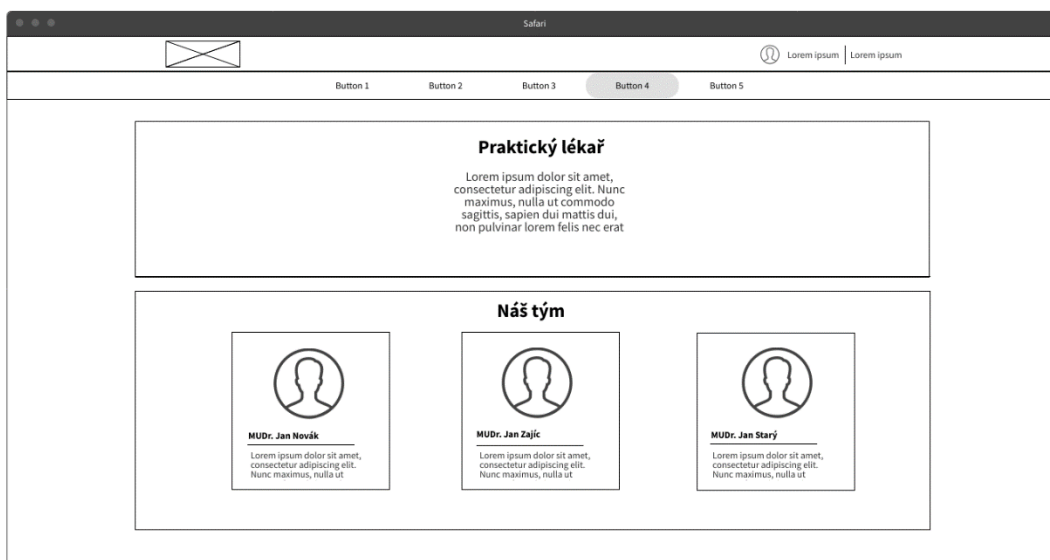 Safari
Lorem ipsum Lorem ipsum
Button 1 Button 2 Button 3 Button 4 Button 5
Praktický lékař
Lorem ipsum dolor sit amet,
consectetur adipiscing elit. Nunc
maximus, nulla ut commodo
sagittis, sapien dui mattis dui,
non pulvinar lorem felis nec erat
Náš tým
MUDr. Jan Novák
Lorem ipsum dolor sit amet,
consectetur adipiscing elit.
Nunc maximus, nulla ut
MUDr. Jan Zajíc
Lorem ipsum dolor sit amet,
consectetur adipiscing elit.
Nunc maximus, nulla ut
MUDr. Jan Starý
Lorem ipsum dolor sit amet,
consectetur adipiscing elit.
Nunc maximus, nulla ut